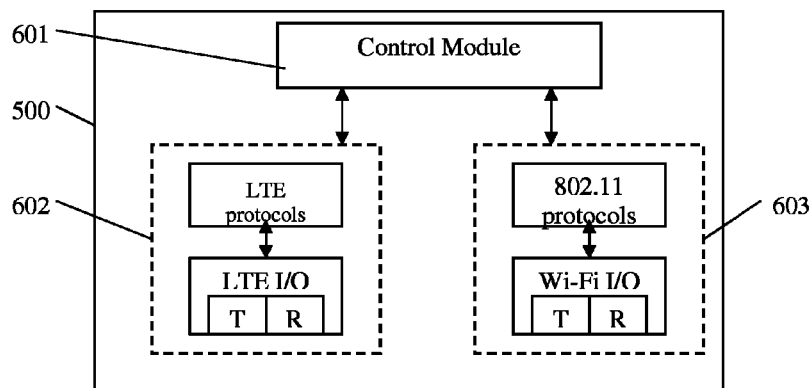 601
Control Module
500
602
LTE
protocols
802.11
protocols
603
LTE I/O
T R
Wi-Fi I/O
T R